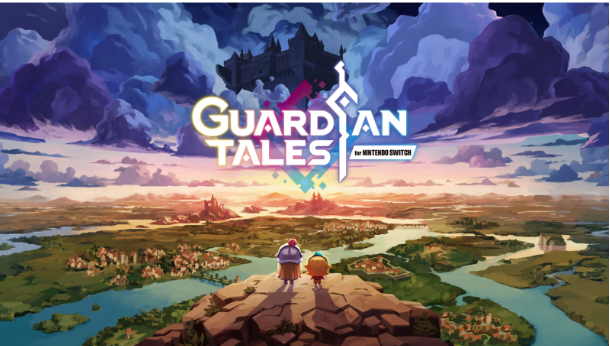 GUARDIAN
TALES
for NINTENDO SWITCH